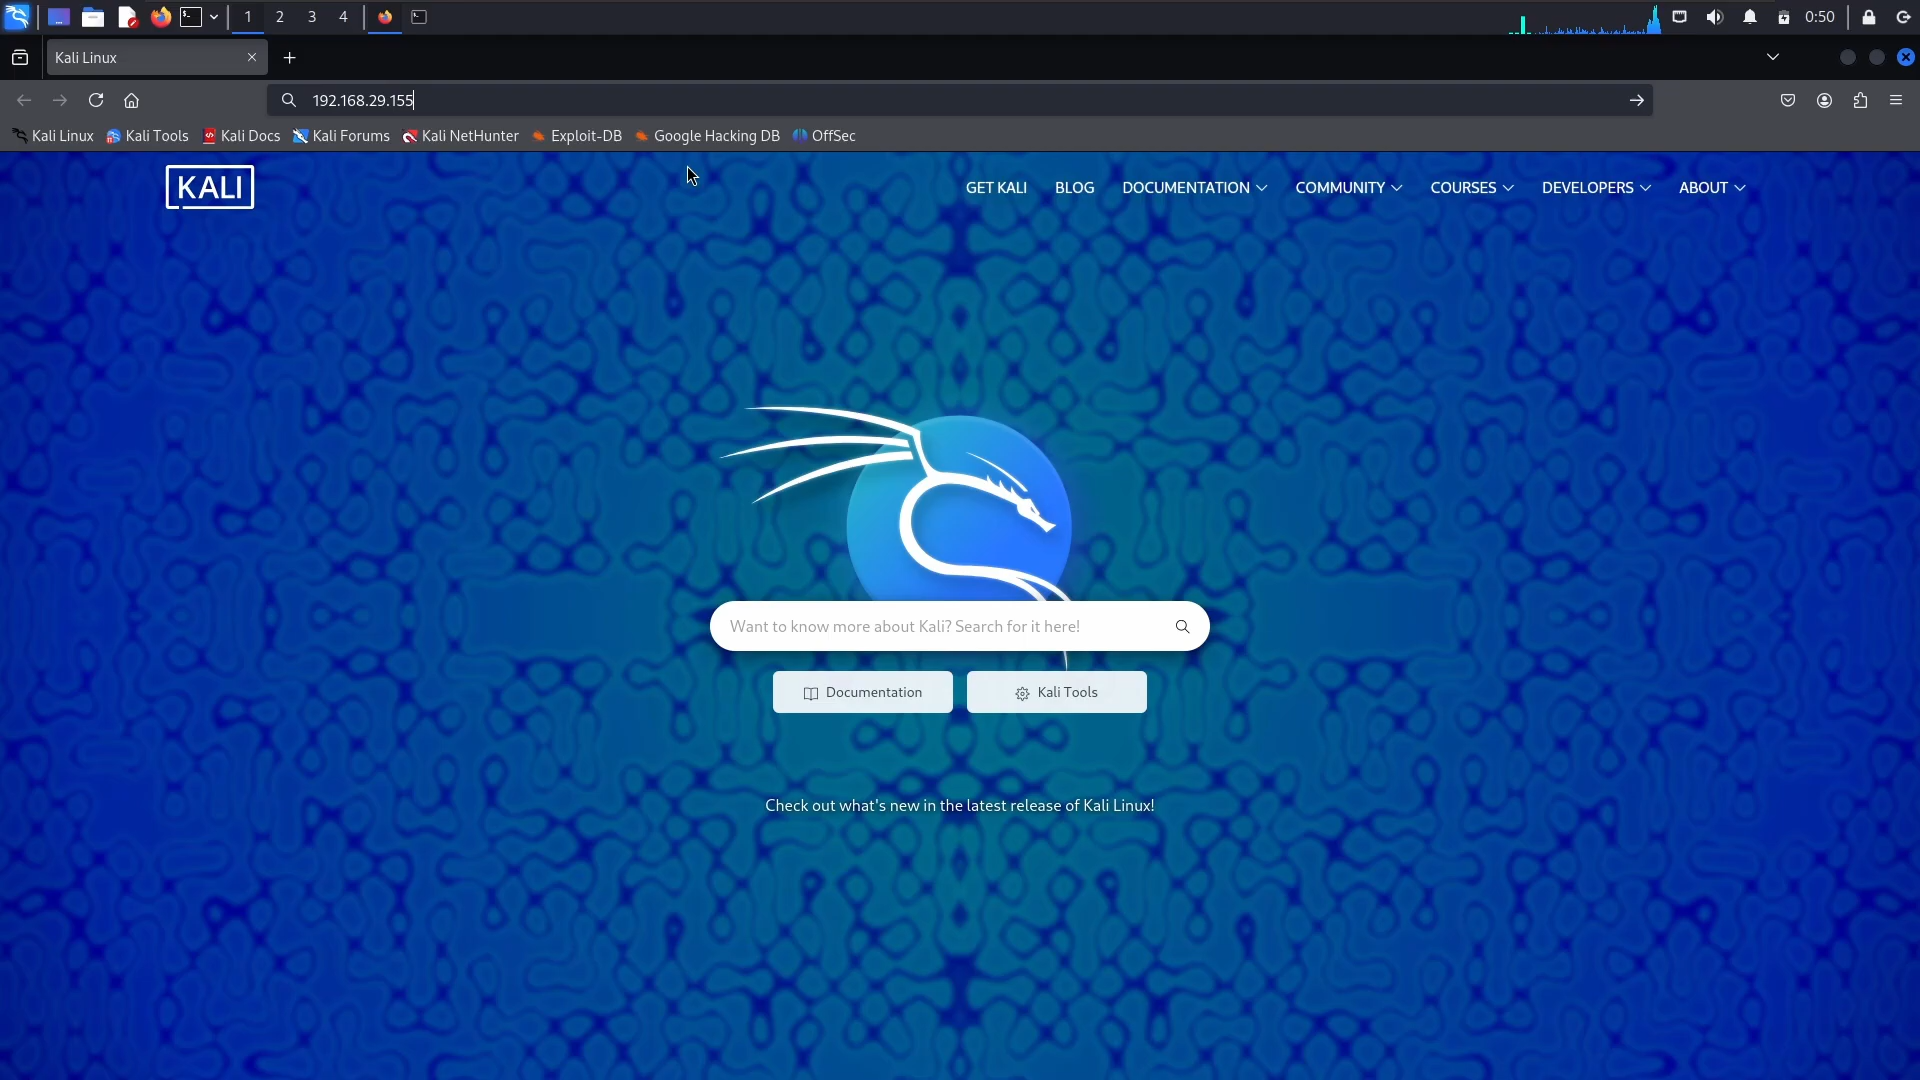 1 2 3 4 0:50
Kali Linux
192.168.29.155
Kali Linux Kali Tools Kali Docs Kali Forums Kali NetHunter Exploit-DB Google Hacking DB OffSec
KALI GET KALI BLOG DOCUMENTATION COMMUNITY COURSES DEVELOPERS ABOUT
Want to know more about Kali? Search for it here!
Documentation Kali Tools
Check out what's new in the latest release of Kali Linux!